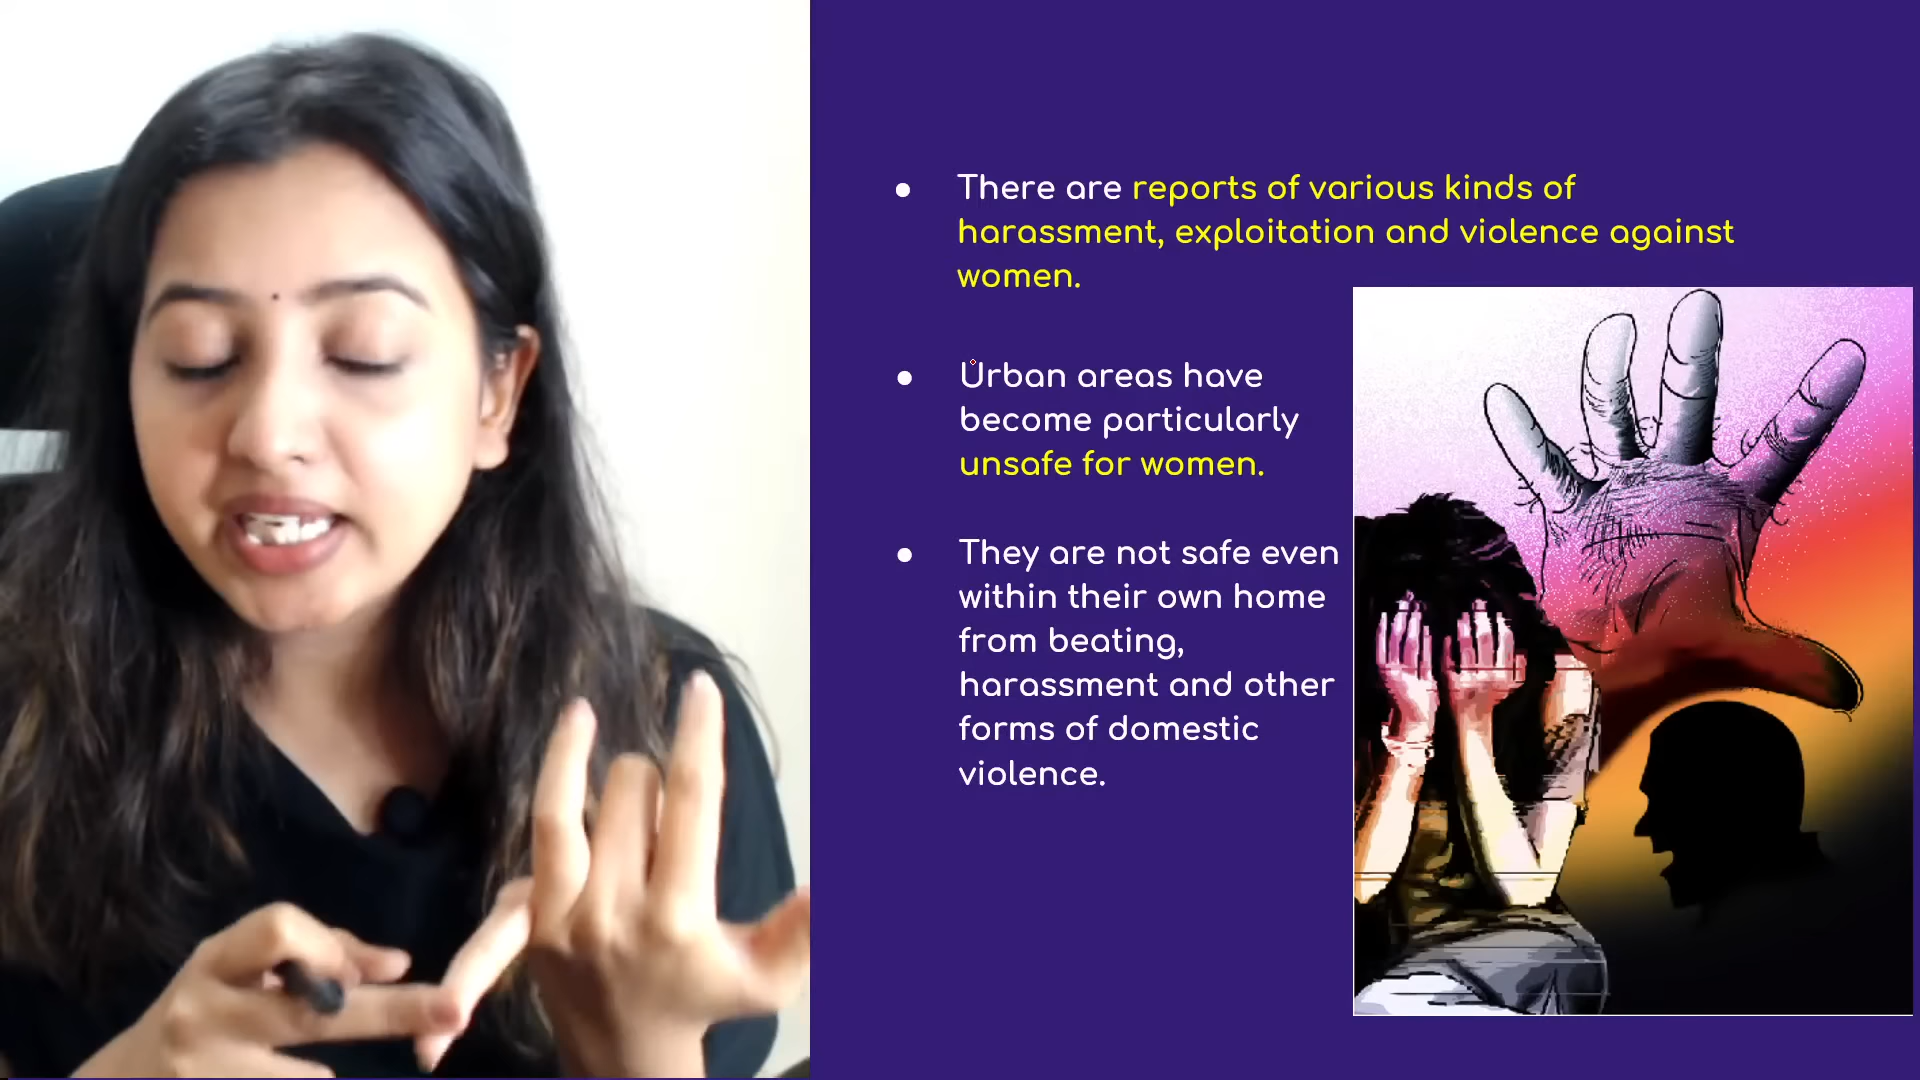 There are reports of various kinds of
harassment, exploitation and violence against
women.
Urban areas have
become particularly
unsafe for women.
They are not safe even
within their own home
from beating,
harassment and other
forms of domestic
violence.